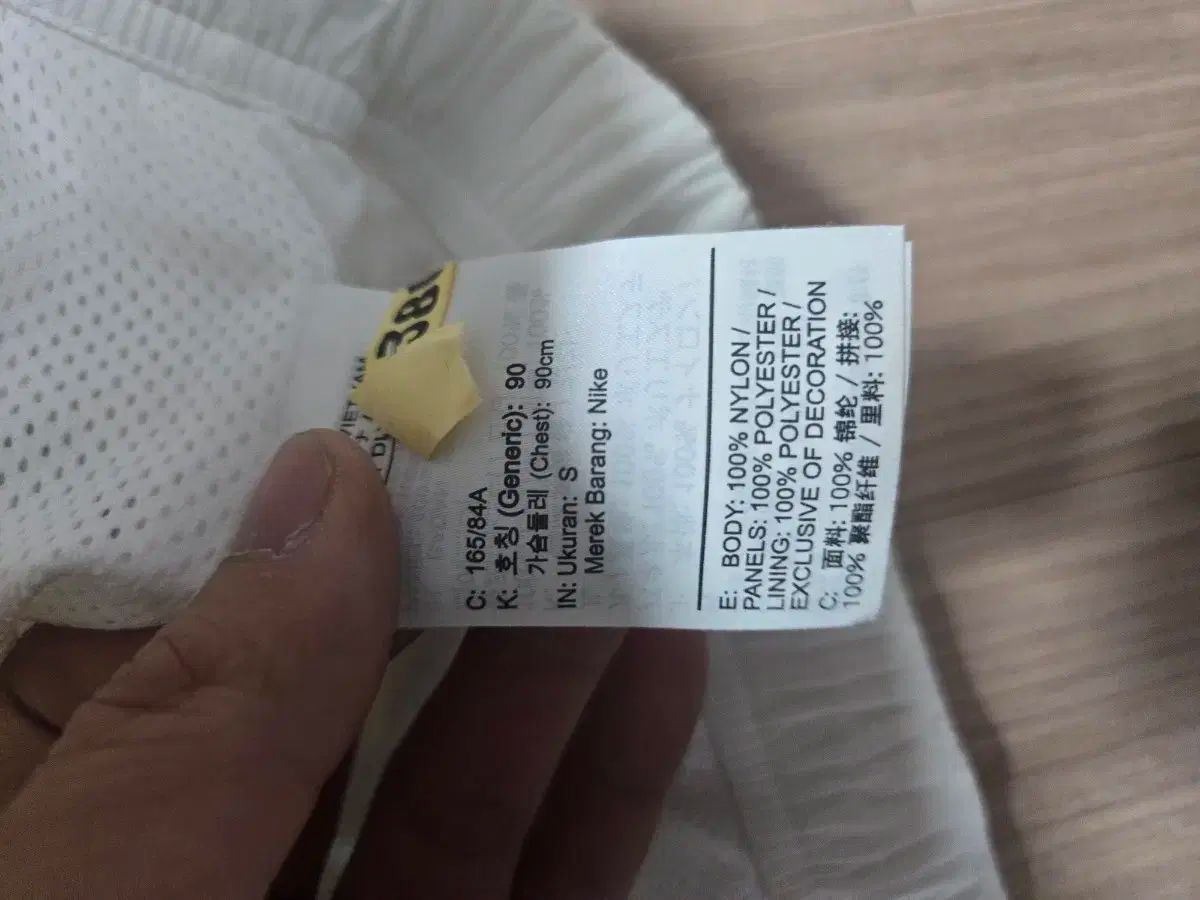 380
C: 165/84A
K: 호칭 (Generic): 90
가슴둘레 (Chest): 90cm
IN: Ukuran: S
Merek Barang: Nike
E: BODY: 100% NYLON /
PANELS: 100% POLYESTER /
LINING: 100% POLYESTER /
EXCLUSIVE OF DECORATION
C: 面料: 100% 锦纶 / 拼接:
100% 聚酯纤维 / 里料: 100%